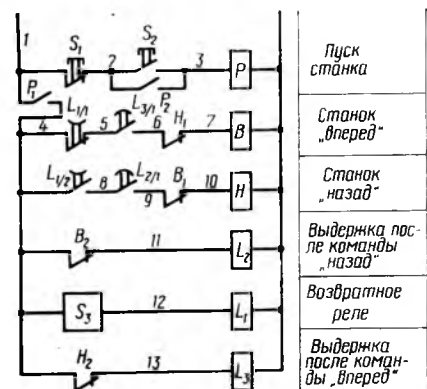 1
S₁
S₂
2
3
P
Пуск
станка
P₁
P₂
L₁/₁
L₃/₁
H₁
4
5
6
7
B
Станок
„вперед"
L₁/₂
L₂/₁
B₁
8
9
10
H
Станок
„назад"
B₂
11
L₂
Выдержка пос-
ле команды
„назад"
S₃
12
L₁
Возвратное
реле
H₂
13
L₃
Выдержка
после коман-
ды „вперед"